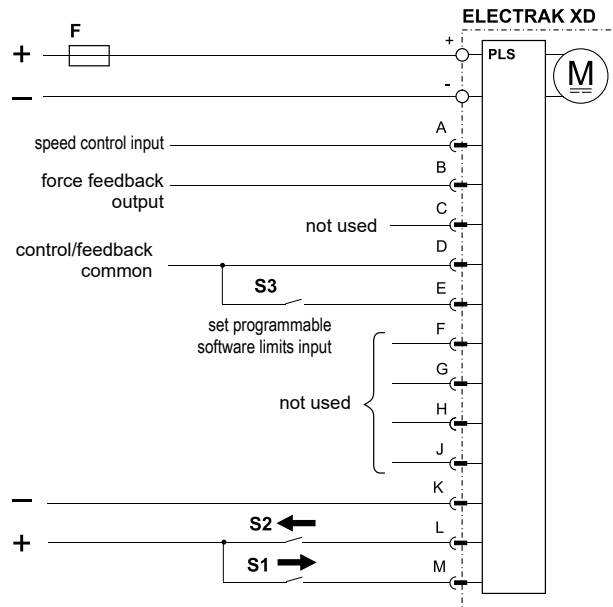 ELECTRAK XD
F
+
PLS
+
M
-
–
A
speed control input
B
force feedback
output
C
not used
D
control/feedback
common
S3
E
set programmable
software limits input
F
G
not used
H
J
K
–
S2
L
+
S1
M